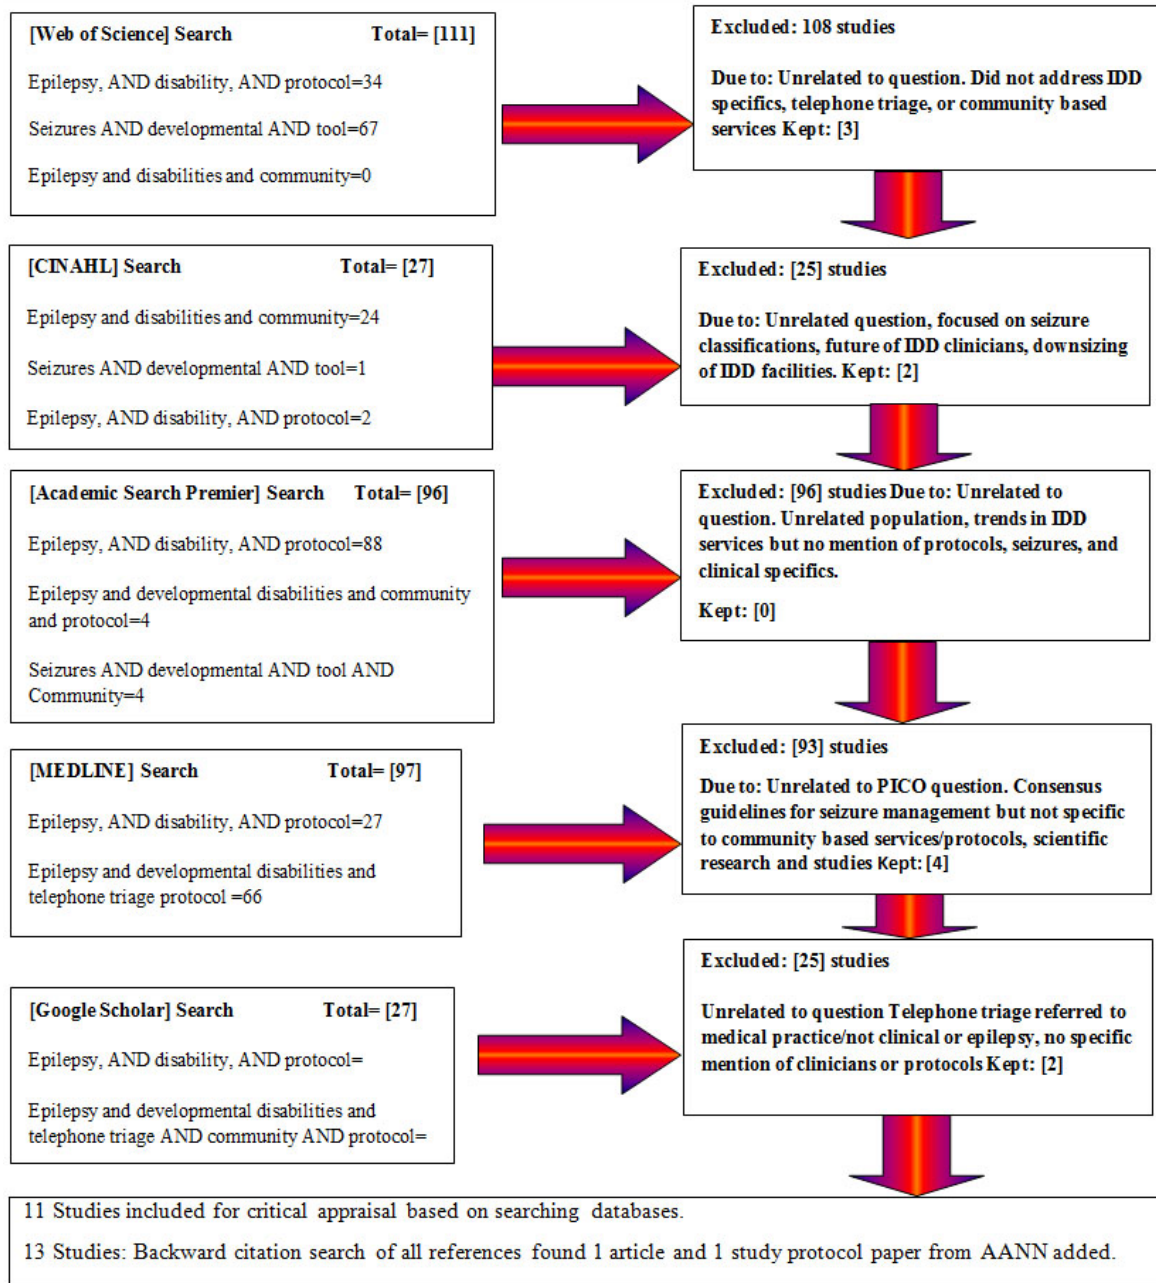 [Web of Science] Search Total= [111]
Epilepsy, AND disability, AND protocol=34
Seizures AND developmental AND tool=67
Epilepsy and disabilities and community=0
Excluded: 108 studies
Due to: Unrelated to question. Did not address IDD
specifics, telephone triage, or community based
services Kept: [3]
[CINAHL] Search Total= [27]
Epilepsy and disabilities and community=24
Seizures AND developmental AND tool=1
Epilepsy, AND disability, AND protocol=2
Excluded: [25] studies
Due to: Unrelated question, focused on seizure
classifications, future of IDD clinicians, downsizing
of IDD facilities. Kept: [2]
[Academic Search Premier] Search Total= [96]
Epilepsy, AND disability, AND protocol=88
Epilepsy and developmental disabilities and community
and protocol=4
Seizures AND developmental AND tool AND
Community=4
Excluded: [96] studies Due to: Unrelated to
question. Unrelated population, trends in IDD
services but no mention of protocols, seizures, and
clinical specifics.
Kept: [0]
[MEDLINE] Search Total= [97]
Epilepsy, AND disability, AND protocol=27
Epilepsy and developmental disabilities and
telephone triage protocol =66
Excluded: [93] studies
Due to: Unrelated to PICO question. Consensus
guidelines for seizure management but not specific
to community based services/protocols, scientific
research and studies Kept: [4]
[Google Scholar] Search Total= [27]
Epilepsy, AND disability, AND protocol=
Epilepsy and developmental disabilities and
telephone triage AND community AND protocol=
Excluded: [25] studies
Unrelated to question Telephone triage referred to
medical practice/not clinical or epilepsy, no specific
mention of clinicians or protocols Kept: [2]
11 Studies included for critical appraisal based on searching databases.
13 Studies: Backward citation search of all references found 1 article and 1 study protocol paper from AANN added.